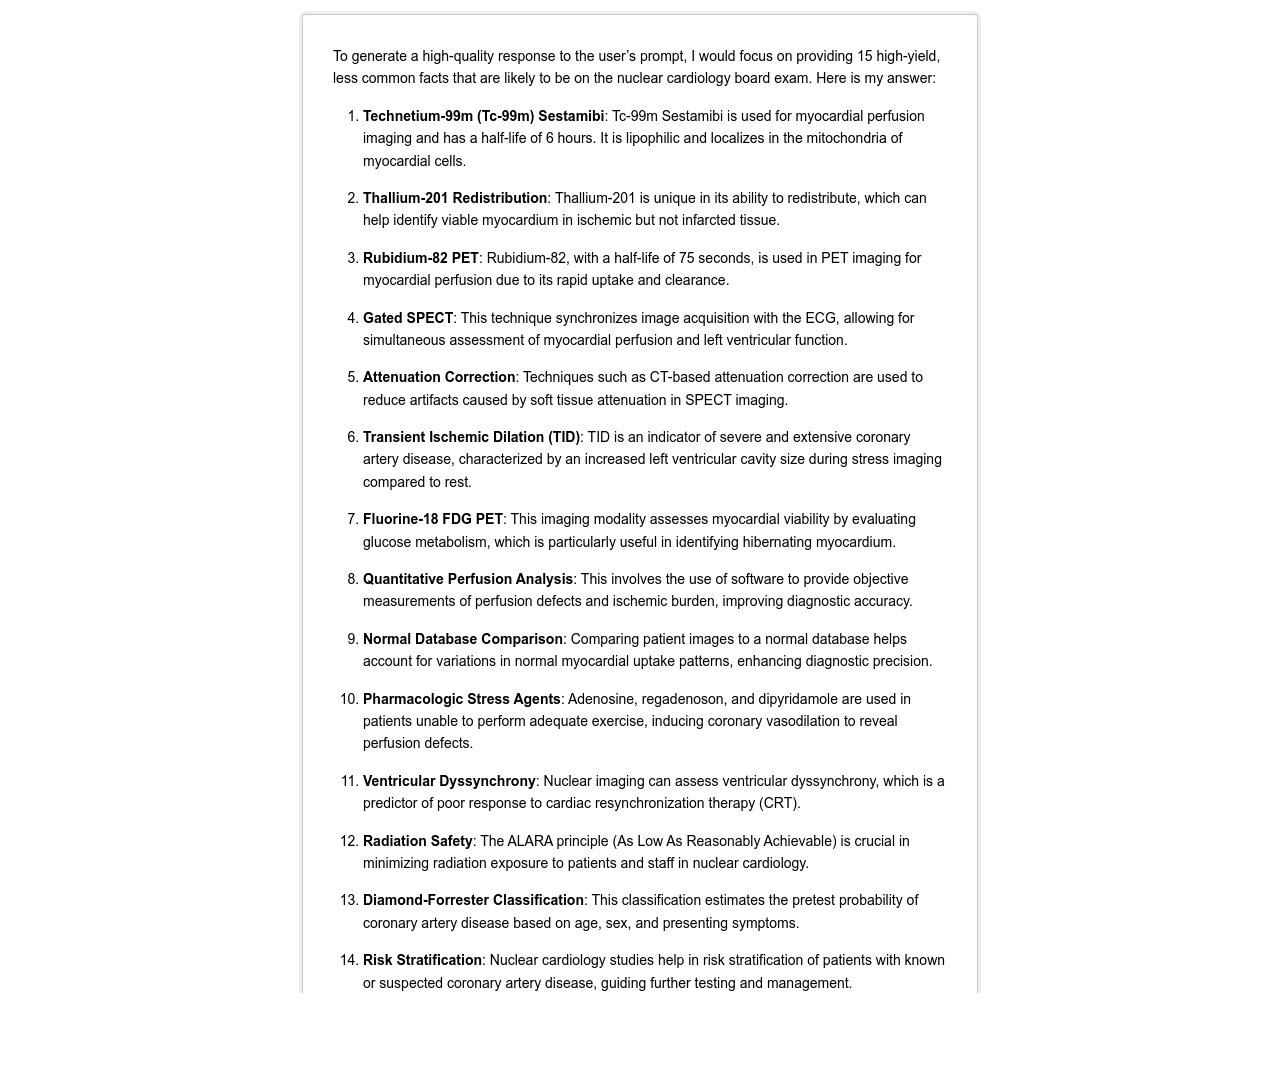 To generate a high-quality response to the user’s prompt, I would focus on providing 15 high-yield,
less common facts that are likely to be on the nuclear cardiology board exam. Here is my answer:
1. Technetium-99m (Tc-99m) Sestamibi: Tc-99m Sestamibi is used for myocardial perfusion
imaging and has a half-life of 6 hours. It is lipophilic and localizes in the mitochondria of
myocardial cells.
2. Thallium-201 Redistribution: Thallium-201 is unique in its ability to redistribute, which can
help identify viable myocardium in ischemic but not infarcted tissue.
3. Rubidium-82 PET: Rubidium-82, with a half-life of 75 seconds, is used in PET imaging for
myocardial perfusion due to its rapid uptake and clearance.
4. Gated SPECT: This technique synchronizes image acquisition with the ECG, allowing for
simultaneous assessment of myocardial perfusion and left ventricular function.
5. Attenuation Correction: Techniques such as CT-based attenuation correction are used to
reduce artifacts caused by soft tissue attenuation in SPECT imaging.
6. Transient Ischemic Dilation (TID): TID is an indicator of severe and extensive coronary
artery disease, characterized by an increased left ventricular cavity size during stress imaging
compared to rest.
7. Fluorine-18 FDG PET: This imaging modality assesses myocardial viability by evaluating
glucose metabolism, which is particularly useful in identifying hibernating myocardium.
8. Quantitative Perfusion Analysis: This involves the use of software to provide objective
measurements of perfusion defects and ischemic burden, improving diagnostic accuracy.
9. Normal Database Comparison: Comparing patient images to a normal database helps
account for variations in normal myocardial uptake patterns, enhancing diagnostic precision.
10. Pharmacologic Stress Agents: Adenosine, regadenoson, and dipyridamole are used in
patients unable to perform adequate exercise, inducing coronary vasodilation to reveal
perfusion defects.
11. Ventricular Dyssynchrony: Nuclear imaging can assess ventricular dyssynchrony, which is a
predictor of poor response to cardiac resynchronization therapy (CRT).
12. Radiation Safety: The ALARA principle (As Low As Reasonably Achievable) is crucial in
minimizing radiation exposure to patients and staff in nuclear cardiology.
13. Diamond-Forrester Classification: This classification estimates the pretest probability of
coronary artery disease based on age, sex, and presenting symptoms.
14. Risk Stratification: Nuclear cardiology studies help in risk stratification of patients with known
or suspected coronary artery disease, guiding further testing and management.